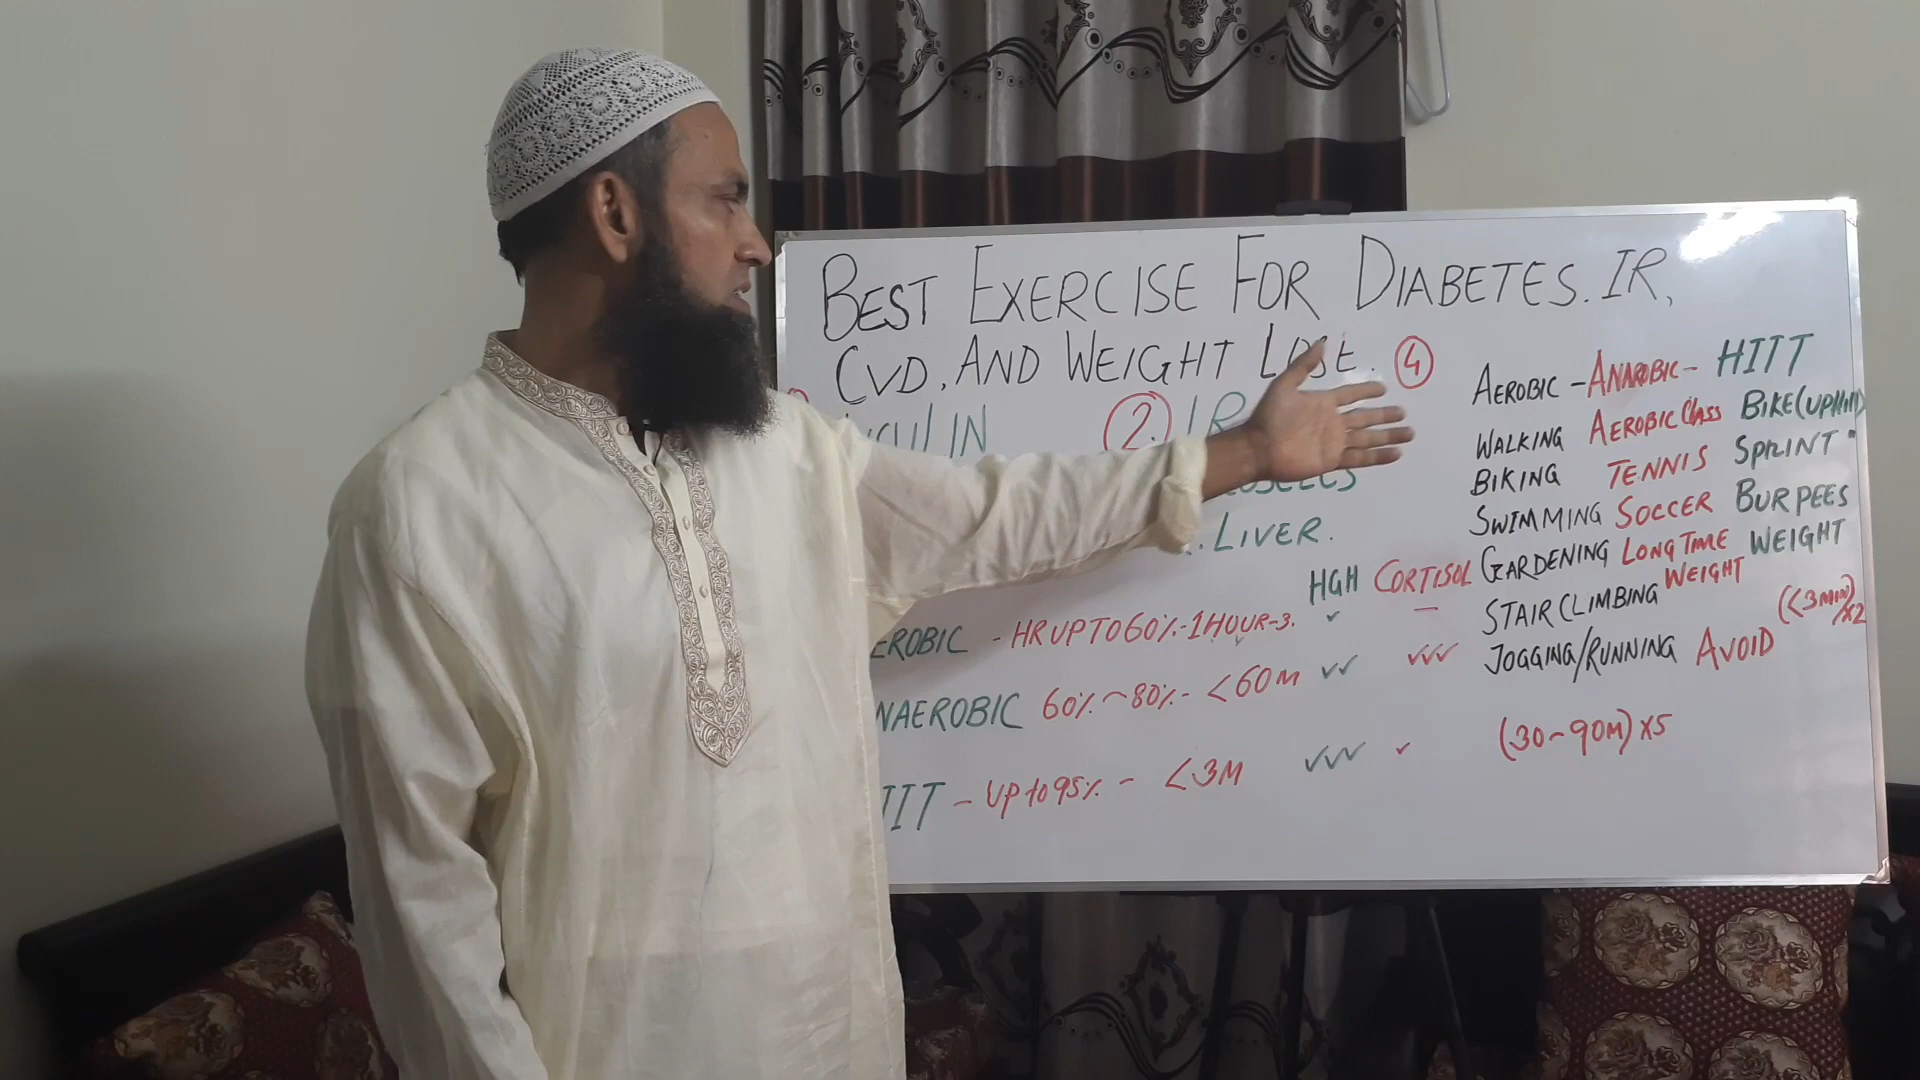 BEST EXERCISE FOR DIABETES. IR,
CVD, AND WEIGHT LOSE.
2. IR
LIVER.
HGH CORTISOL
EROBIC - HR UPTO 60%-1 HOUR-3. ✓ —
NAEROBIC 60%~80%- <60M ✓✓ ✓✓✓
IIT - UP to 95% - <3M ✓✓✓ ✓
4
AEROBIC - ANAROBIC - HIIT
WALKING AEROBIC Class BIKE(UPHill)
BIKING TENNIS SPRINT
SWIMMING SOCCER BURPEES
GARDENING LONG TIME WEIGHT
STAIR CLIMBING WEIGHT (<3MIN)
JOGGING/RUNNING AVOID X2
(30~90M) X5